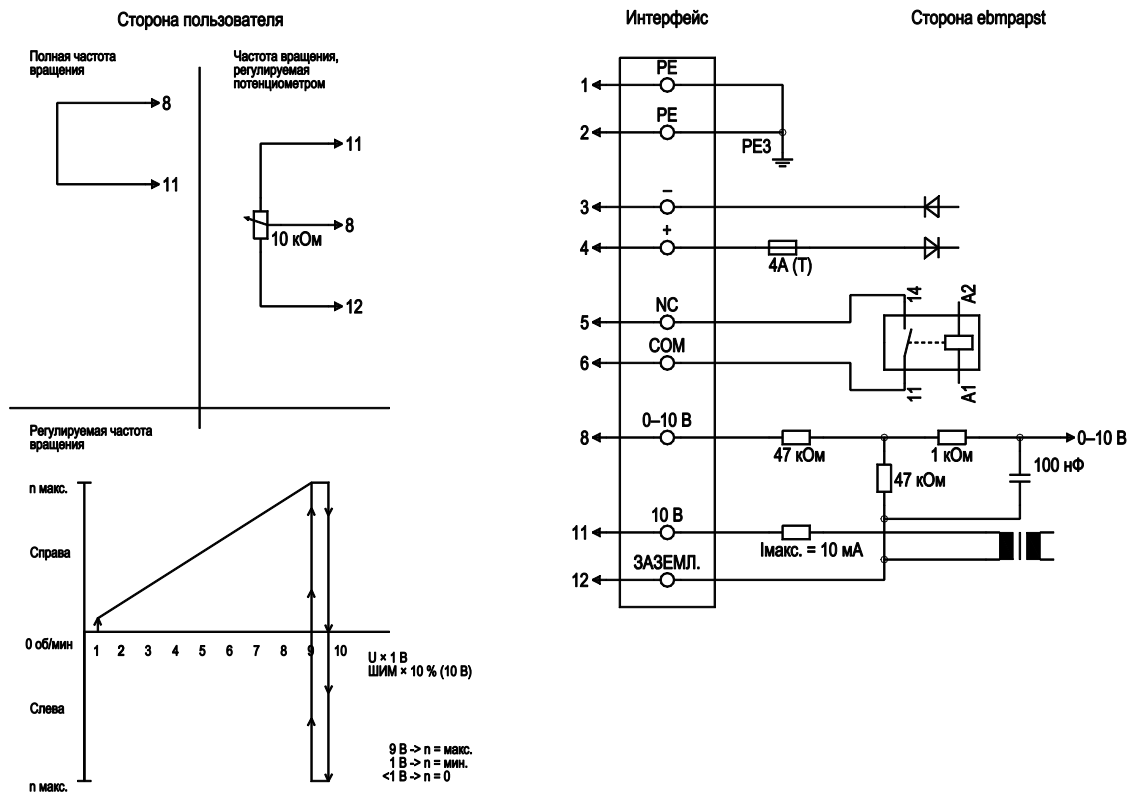 Сторона пользователя
Полная частота
вращения
8
11
Частота вращения,
регулируемая
потенциометром
11
8
10 кОм
12
Регулируемая частота
вращения
n макс.
Справа
0 об/мин
1 2 3 4 5 6 7 8 9 10
U × 1 В
ШИМ × 10 % (10 В)
Слева
n макс.
9 В -> n = макс.
1 В -> n = мин.
<1 В -> n = 0
Интерфейс
Сторона ebmpapst
1
PE
2
PE
PE3
3
–
4
+
4A (T)
5
NC
14
A2
6
COM
11
A1
8
0–10 В
47 кОм
1 кОм
0–10 В
47 кОм
100 нФ
11
10 В
Iмакс. = 10 мА
12
ЗАЗЕМЛ.